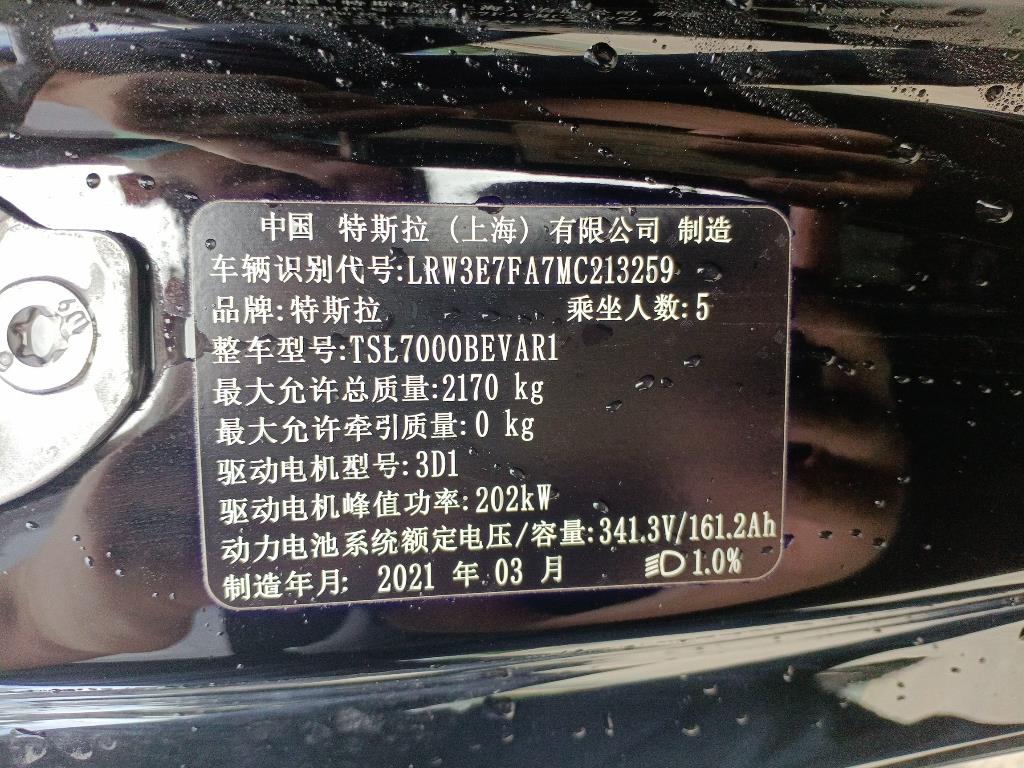 中国 特斯拉 (上海) 有限公司 制造
车辆识别代号:LRW3E7FA7MC213259
品牌:特斯拉 乘坐人数:5
整车型号:TSL7000BEVAR1
最大允许总质量:2170 kg
最大允许牵引质量:0 kg
驱动电机型号:3D1
驱动电机峰值功率:202kW
动力电池系统额定电压/容量:341.3V/161.2Ah
制造年月: 2021 年 03 月 1.0%